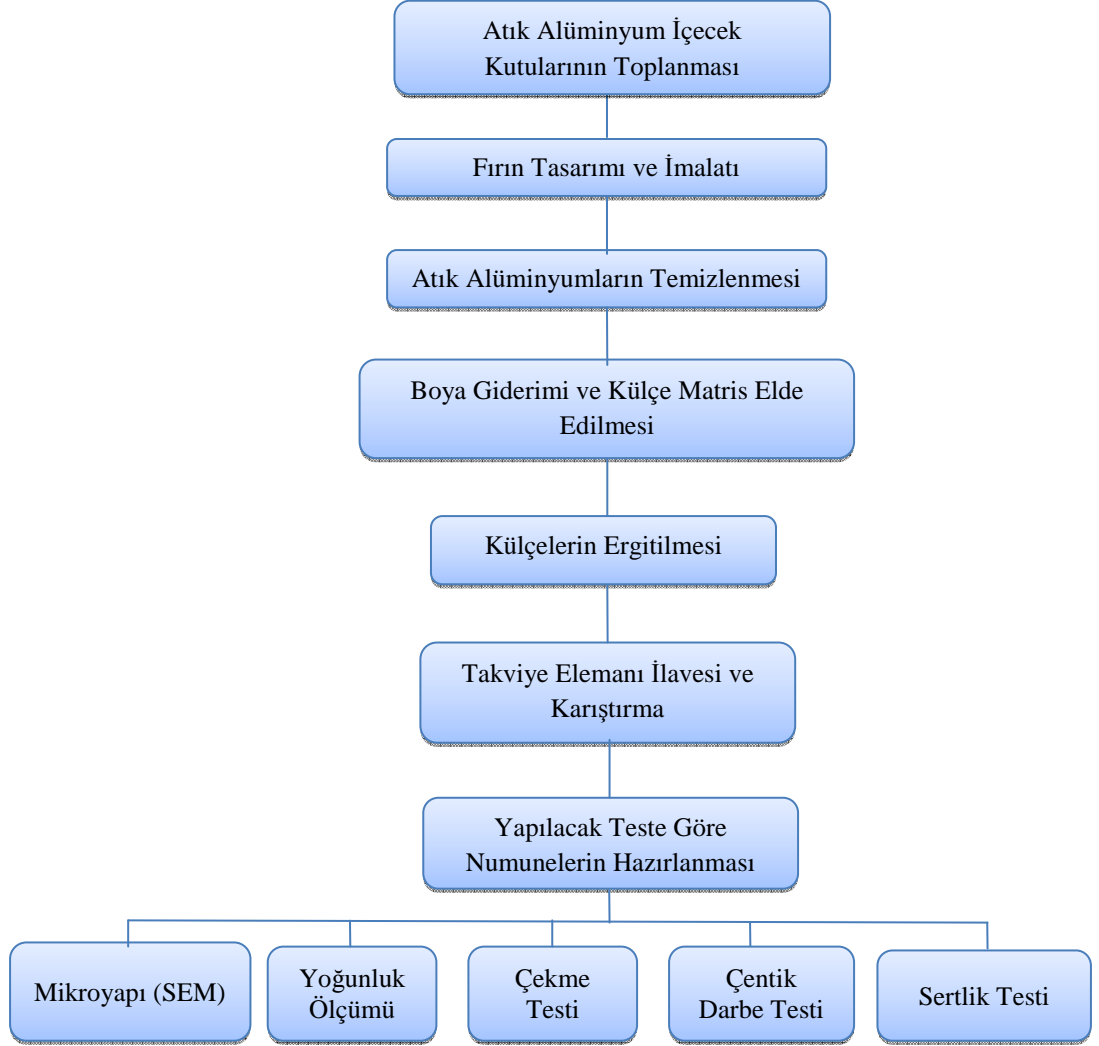 Atık Alüminyum İçecek
Kutularının Toplanması
Fırın Tasarımı ve İmalatı
Atık Alüminyumların Temizlenmesi
Boya Giderimi ve Külçe Matris Elde
Edilmesi
Külçelerin Ergitilmesi
Takviye Elemanı İlavesi ve
Karıştırma
Yapılacak Teste Göre
Numunelerin Hazırlanması
Mikroyapı (SEM)
Yoğunluk
Ölçümü
Çekme
Testi
Çentik
Darbe Testi
Sertlik Testi